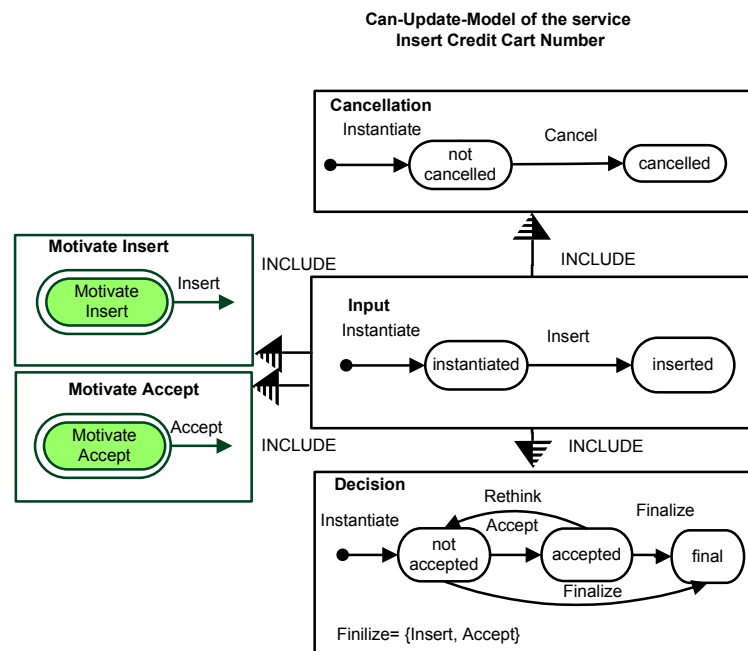 Can-Update-Model of the service
Insert Credit Cart Number
Cancellation
Instantiate
Cancel
not
cancelled
cancelled
Motivate Insert
Motivate
Insert
Insert
INCLUDE
INCLUDE
Input
Instantiate
Insert
instantiated
inserted
Motivate Accept
Motivate
Accept
Accept
INCLUDE
INCLUDE
Decision
Rethink
Instantiate
Accept
Finalize
not
accepted
accepted
final
Finalize
Finilize= {Insert, Accept}